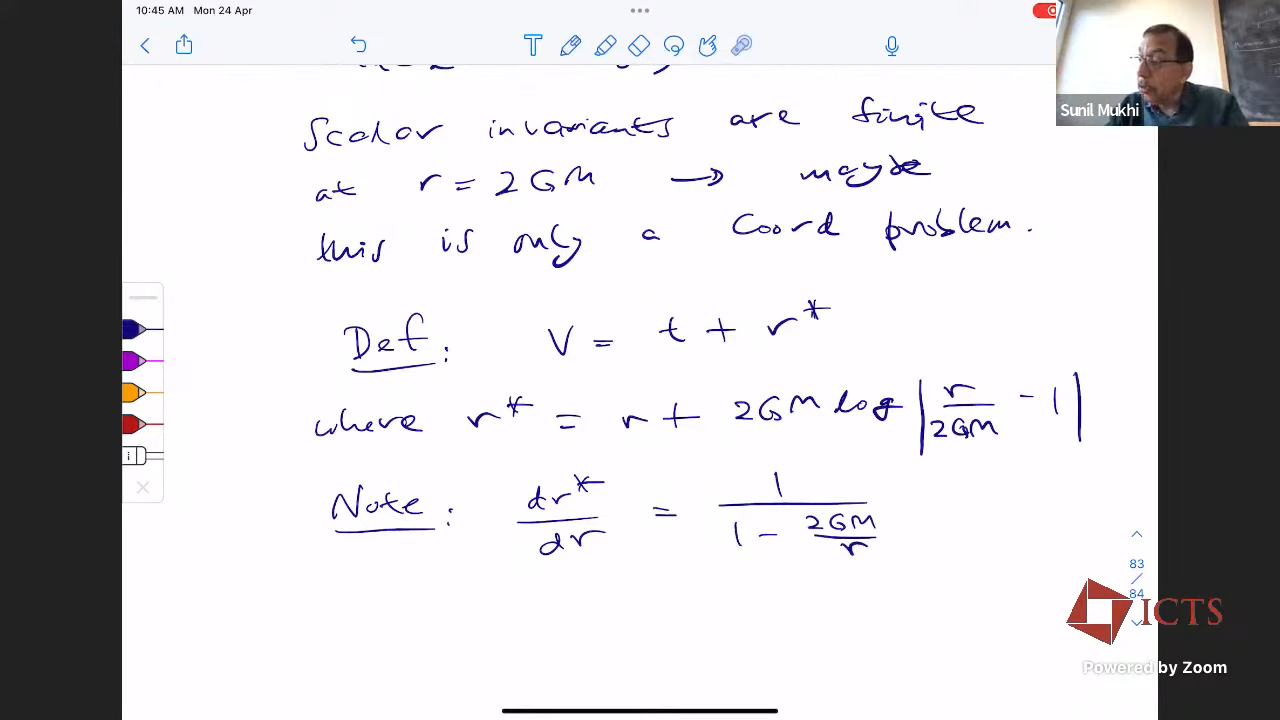 10:45 AM Mon 24 Apr
Sunil Mukhi
Scalar invariants are finite
at r = 2GM → maybe
this is only a coord problem.
Def: V = t + r*
where r* = r + 2GM log |r/2GM - 1|
Note: dr*/dr = 1/(1 - 2GM/r)
83
/
84
ICTS
Powered by Zoom